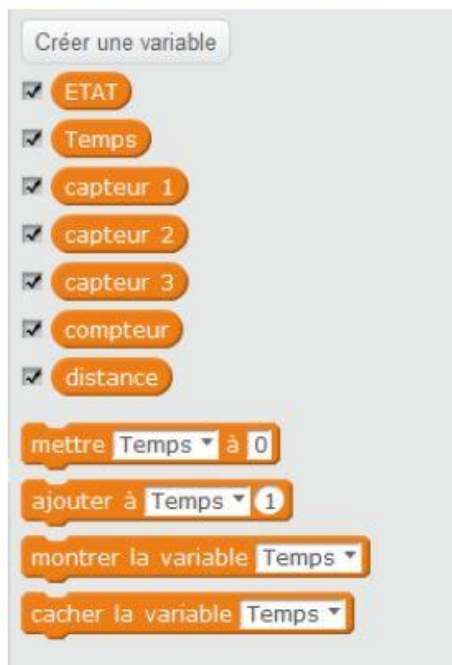 Créer une variable
ETAT
Temps
capteur 1
capteur 2
capteur 3
compteur
distance
mettre Temps à 0
ajouter à Temps 1
montrer la variable Temps
cacher la variable Temps